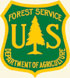 FOREST SERVICE
U S
DEPARTMENT OF AGRICULTURE